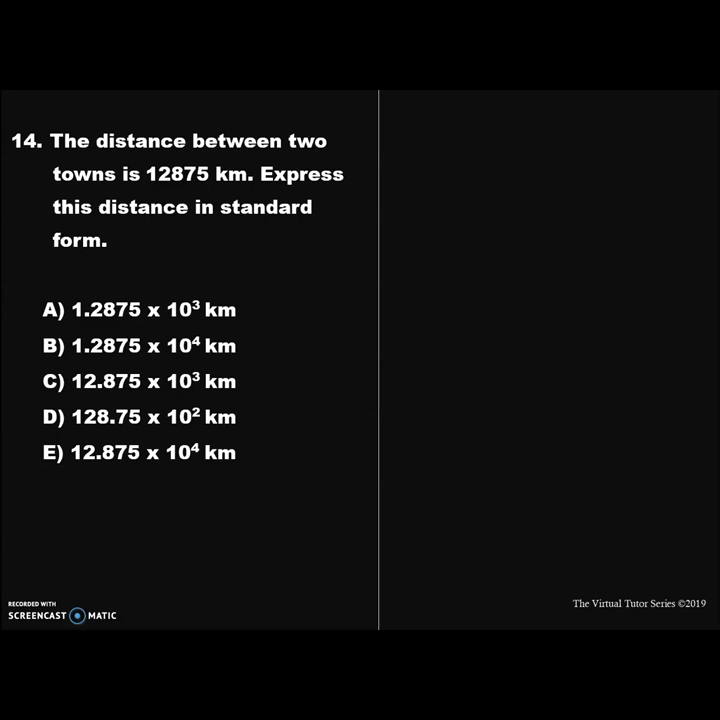 14. The distance between two
towns is 12875 km. Express
this distance in standard
form.
A) 1.2875 x 10³ km
B) 1.2875 x 10⁴ km
C) 12.875 x 10³ km
D) 128.75 x 10² km
E) 12.875 x 10⁴ km
RECORDED WITH
SCREENCAST MATIC
The Virtual Tutor Series ©2019